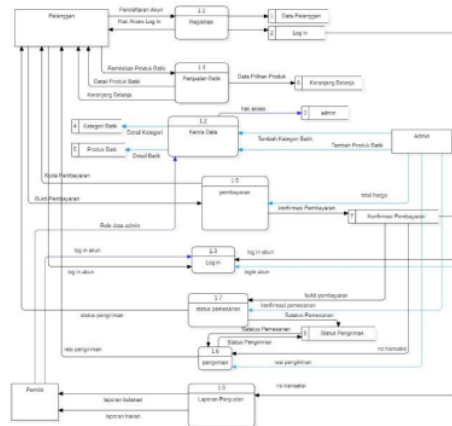 Pelanggan
Pendaftaran Akun
Hak Akses Log In
1.1
Registrasi
1 Data Pelanggan
2 Log in
Pembelian Produk Batik
Detail Produk Batik
Keranjang Belanja
1.4
Penjualan Batik
Data Pilihan Produk
6 Keranjang Belanja
hak akses
3 admin
4 Kategori Batik
Detail Kategori
5 Produk Batik
Detail Batik
1.2
Kelola Data
Tambah Kategori Batik
Tambah Produk Batik
Admin
Kode Pembayaran
Bukti Pembayaran
1.5
pembayaran
total harga
konfirmasi Pembayaran
7 Konfirmasi Pembayaran
Role data admin
log in akun
log in akun
1.3
Log in
log in akun
login akun
bukti pembayaran
1.7
status pemesanan
konfirmasi pemesanan
status pengiriman
Satatus Pemesanan
Satatus Pemesanan
Status Pengiriman
Status Pengiriman
1.6
pengiriman
resi pengiriman
resi pengiriman
no transaksi
Pemilik
laporan bulanan
laporan harian
Laporan Penjualan
no transaksi